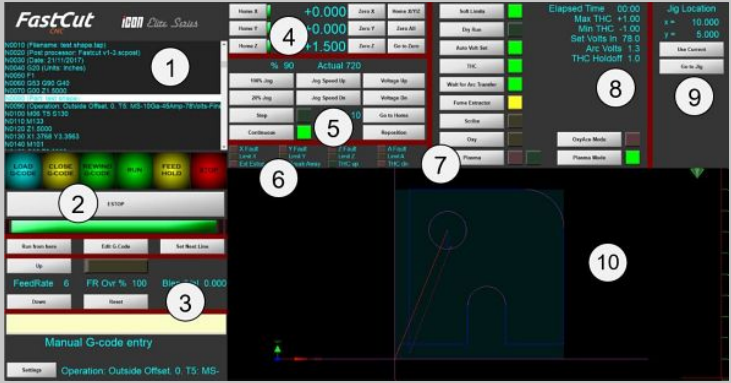 FastCut
CNC
icon Elite Series
N0010 (Filename: test shape.tap)
N0020 (Post processor: Fastcut v1-3.scpost)
N0030 (Date: 21/11/2017)
N0040 G20 (Units: Inches)
N0050 F1
N0060 G53 G90 G40
N0070 G00 Z1.5000
N0090 (Operation: Outside Offset, 0, T5: MS-10Ga-45Amp-78Volts-Fine
N0100 M06 T5 S130
N0110 M133
N0120 Z1.5000
N0130 X1.3758 Y3.3963
N0140 M101
1
LOAD G-CODE
CLOSE G-CODE
REWIND G-CODE
RUN
FEED HOLD
STOP
2
ESTOP
Run from here
Edit G-Code
Set Next Line
Up
FeedRate 6
FR Ovr % 100
0.000
Down
Reset
3
Manual G-code entry
Settings
Operation: Outside Offset, 0, T5: MS-
Home X
+0.000
Zero X
Home X/Y/Z
Home Y
+0.000
Zero Y
Zero All
Home Z
+1.500
Zero Z
Go to Zero
4
% 90
Actual 720
100% Jog
Jog Speed Up
Voltage Up
20% Jog
Jog Speed Dn
Voltage Dn
Step
10
Go to Home
Continuous
Reposition
5
X Fault
Y Fault
Z Fault
A Fault
Limit X
Limit Y
Limit Z
Limit A
THC up
THC dn
6
Soft Limits
Dry Run
Auto Volt Set
THC
Wait for Arc Transfer
Fume Extractor
Scribe
Oxy
Plasma
7
Elapsed Time 00:00
Max THC +1.00
Min THC -1.00
Set Volts In 78.0
Arc Volts 1.3
THC Holdoff 1.0
8
Oxy/Ace Mode
Plasma Mode
Jig Location
x = 10.000
y = 5.000
Use Current
Go to Jig
9
10